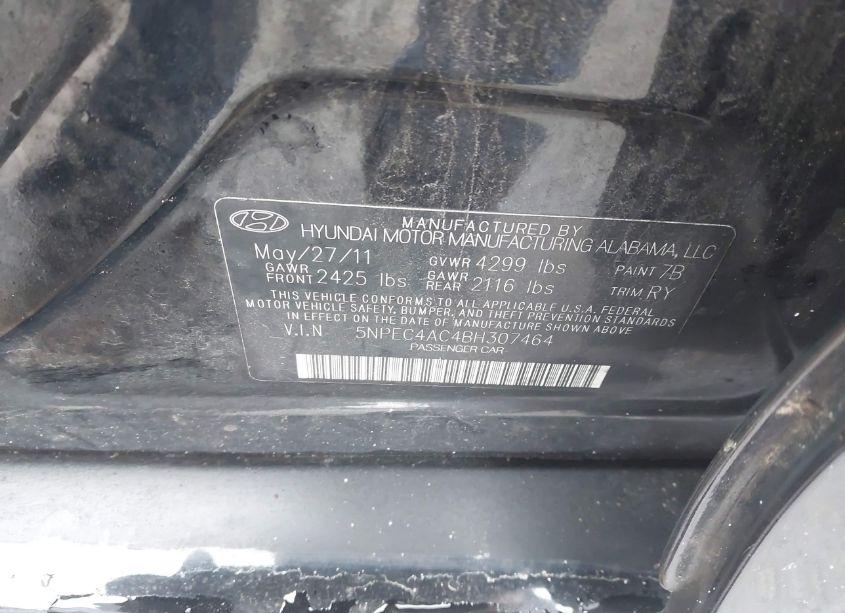 MANUFACTURED BY
HYUNDAI MOTOR MANUFACTURING ALABAMA, LLC
May/27/11 GVWR 4299 lbs PAINT 7B
GAWR FRONT 2425 lbs GAWR REAR 2116 lbs TRIM RY
THIS VEHICLE CONFORMS TO ALL APPLICABLE U.S.A. FEDERAL
MOTOR VEHICLE SAFETY, BUMPER, AND THEFT PREVENTION STANDARDS
IN EFFECT ON THE DATE OF MANUFACTURE SHOWN ABOVE
V.I.N 5NPEC4AC4BH307464
PASSENGER CAR